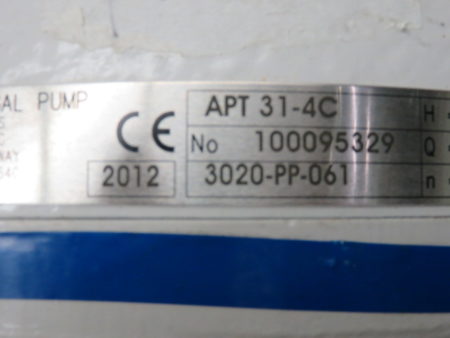 AL PUMP
CE
2012
APT 31-4C
No 100095329
3020-PP-061
H
Q
n